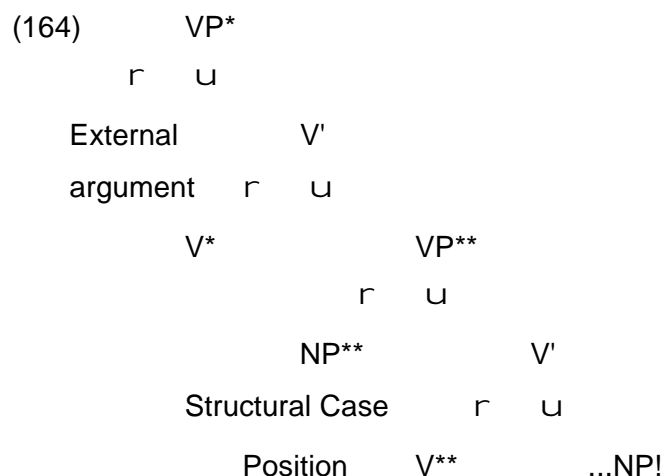 (164) VP*
r u
External V'
argument r u
V* VP**
r u
NP** V'
Structural Case r u
Position V** ...NP!